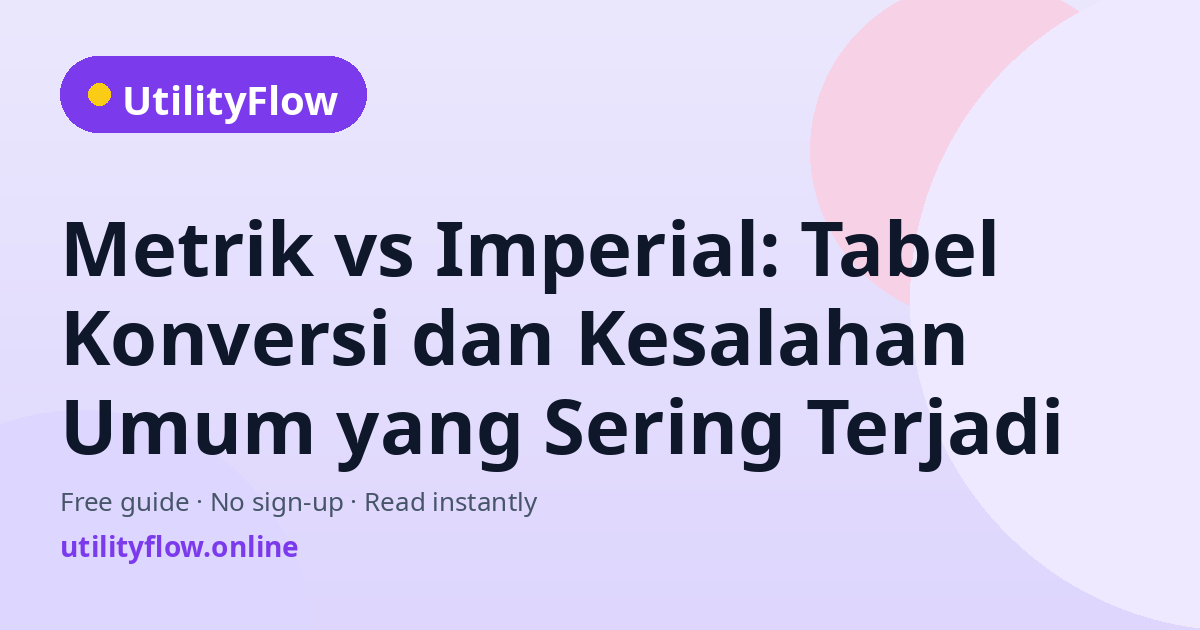 UtilityFlow
Metrik vs Imperial: Tabel
Konversi dan Kesalahan
Umum yang Sering Terjadi
Free guide · No sign-up · Read instantly
utilityflow.online